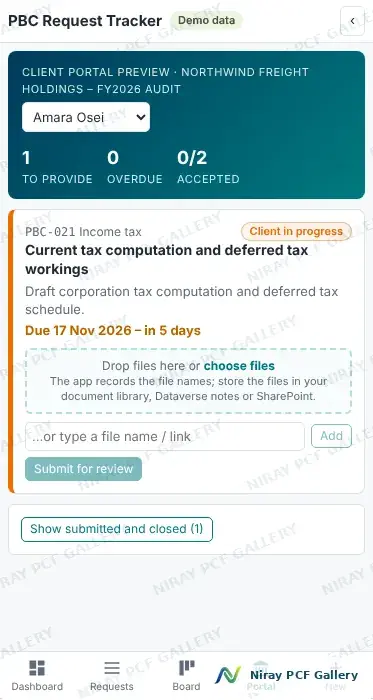 PBC Request Tracker Demo data ‹
CLIENT PORTAL PREVIEW · NORTHWIND FREIGHT
HOLDINGS – FY2026 AUDIT
Amara Osei
1 0 0/2
TO PROVIDE OVERDUE ACCEPTED
PBC-021 Income tax Client in progress
Current tax computation and deferred tax
workings
Draft corporation tax computation and deferred tax
schedule.
Due 17 Nov 2026 – in 5 days
Drop files here or choose files
The app records the file names; store the files in your
document library, Dataverse notes or SharePoint.
...or type a file name / link Add
Submit for review
Show submitted and closed (1)
Dashboard Requests Board Portal New
Niray PCF Gallery
NIRAY PCF GALLERY